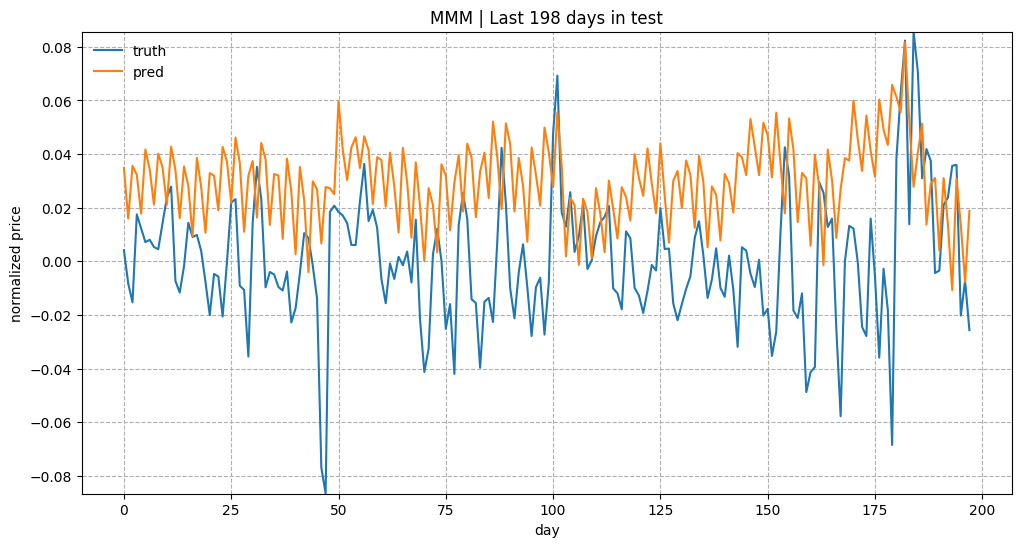 MMM | Last 198 days in test
truth
pred
normalized price
0.08
0.06
0.04
0.02
0.00
−0.02
−0.04
−0.06
−0.08
0 25 50 75 100 125 150 175 200
day